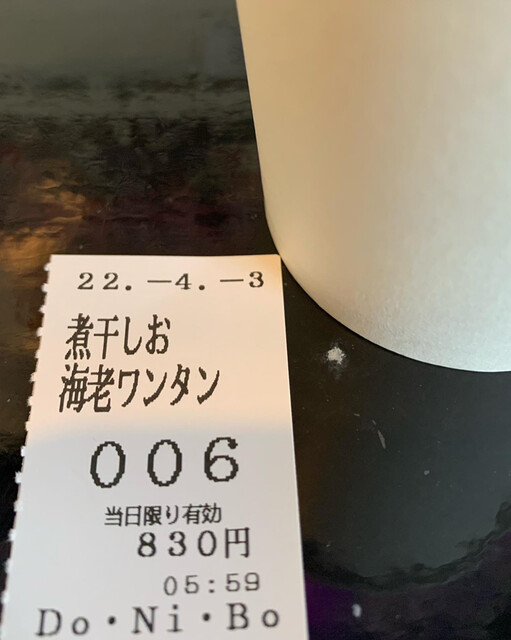 22.－4.－3
煮干しお
海老ワンタン
006
当日限り有効
830円
05:59
Do・Ni・Bo